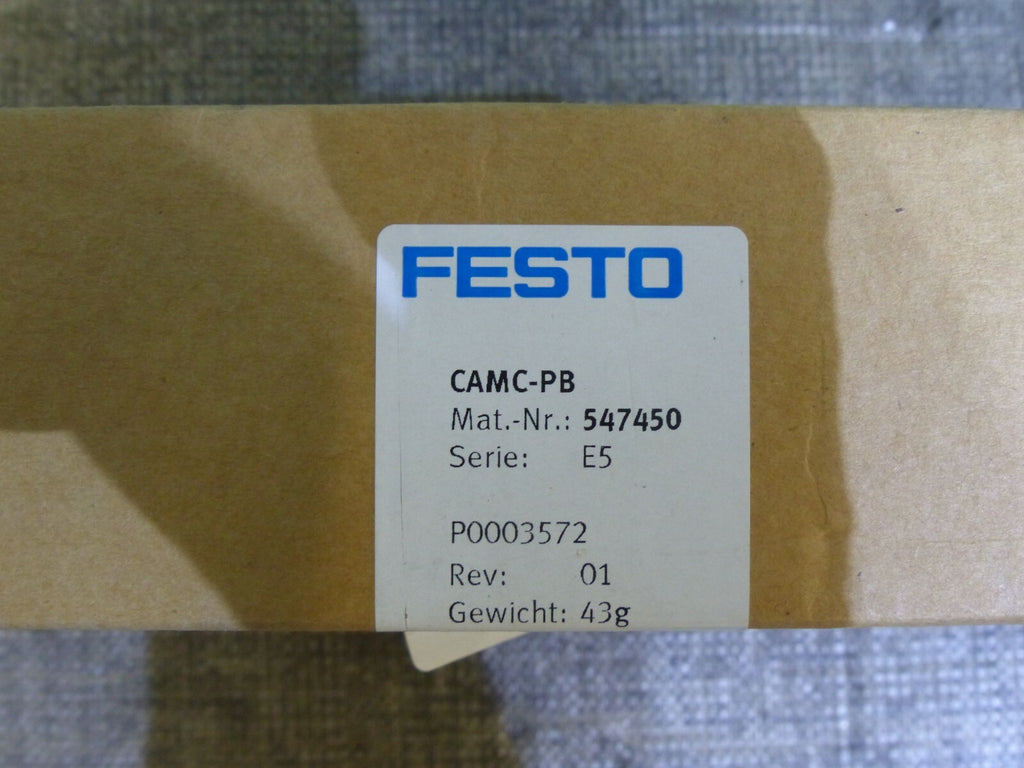 FESTO
CAMC-PB
Mat.-Nr.: 547450
Serie: E5
P0003572
Rev: 01
Gewicht: 43g